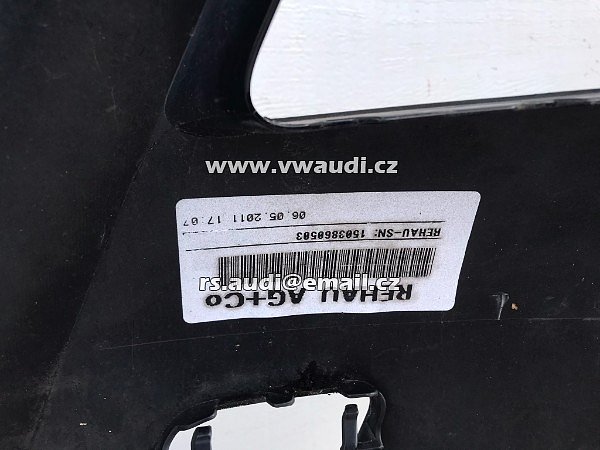 www.vwaudi.cz
REHAU AG+Co
rs.audi@email.cz
REHAU-SN: 1503860503
06.05.2011 17:07